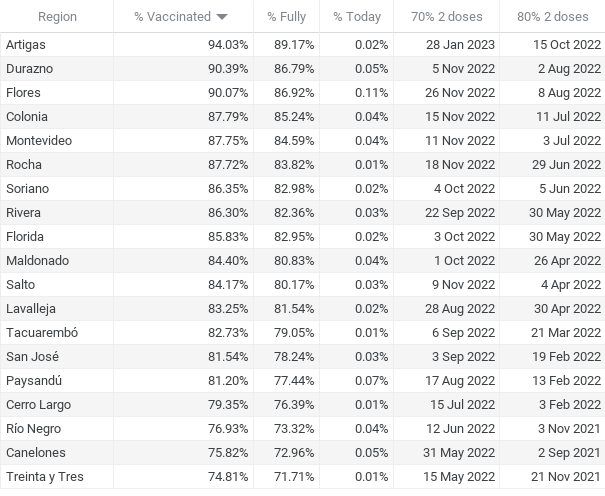 Region % Vaccinated % Fully % Today 70% 2 doses 80% 2 doses
Artigas 94.03% 89.17% 0.02% 28 Jan 2023 15 Oct 2022
Durazno 90.39% 86.79% 0.05% 5 Nov 2022 2 Aug 2022
Flores 90.07% 86.92% 0.11% 26 Nov 2022 8 Aug 2022
Colonia 87.79% 85.24% 0.04% 15 Nov 2022 11 Jul 2022
Montevideo 87.75% 84.59% 0.04% 11 Nov 2022 3 Jul 2022
Rocha 87.72% 83.82% 0.01% 18 Nov 2022 29 Jun 2022
Soriano 86.35% 82.98% 0.02% 4 Oct 2022 5 Jun 2022
Rivera 86.30% 82.36% 0.03% 22 Sep 2022 30 May 2022
Florida 85.83% 82.95% 0.02% 3 Oct 2022 30 May 2022
Maldonado 84.40% 80.83% 0.04% 1 Oct 2022 26 Apr 2022
Salto 84.17% 80.17% 0.03% 9 Nov 2022 4 Apr 2022
Lavalleja 83.25% 81.54% 0.02% 28 Aug 2022 30 Apr 2022
Tacuarembó 82.73% 79.05% 0.01% 6 Sep 2022 21 Mar 2022
San José 81.54% 78.24% 0.03% 3 Sep 2022 19 Feb 2022
Paysandú 81.20% 77.44% 0.07% 17 Aug 2022 13 Feb 2022
Cerro Largo 79.35% 76.39% 0.01% 15 Jul 2022 3 Feb 2022
Río Negro 76.93% 73.32% 0.04% 12 Jun 2022 3 Nov 2021
Canelones 75.82% 72.96% 0.05% 31 May 2022 2 Sep 2021
Treinta y Tres 74.81% 71.71% 0.01% 15 May 2022 21 Nov 2021